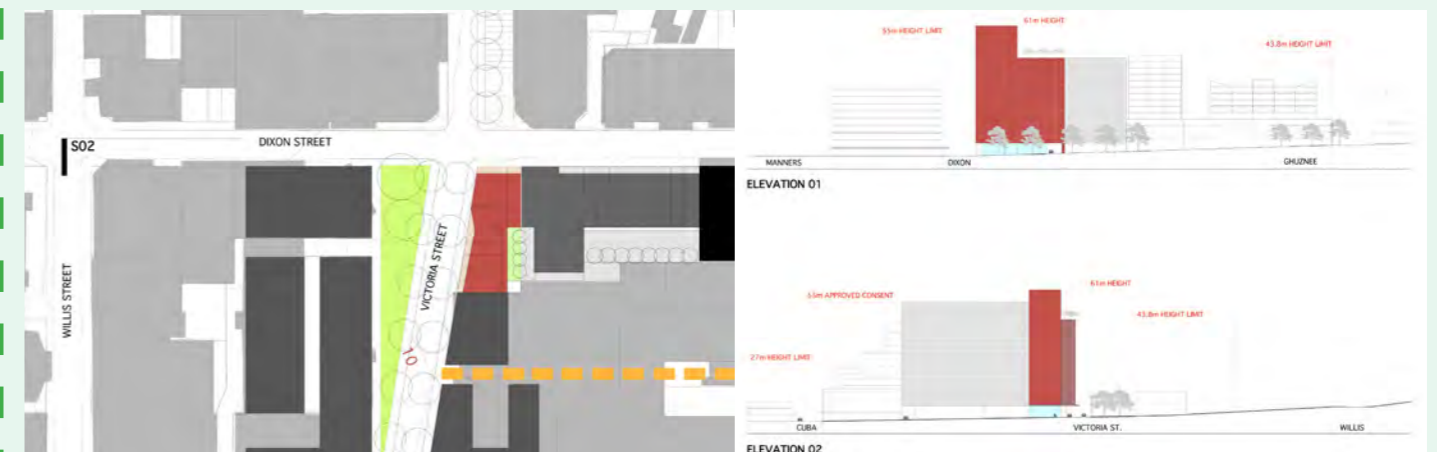 S02
DIXON STREET
WILLIS STREET
VICTORIA STREET
10
55m HEIGHT LIMIT
61m HEIGHT
43.8m HEIGHT LIMIT
MANNERS
DIXON
GHUZNEE
ELEVATION 01
55m APPROVED CONSENT
61m HEIGHT
43.8m HEIGHT LIMIT
27m HEIGHT LIMIT
CUBA
VICTORIA ST.
WILLIS
ELEVATION 02